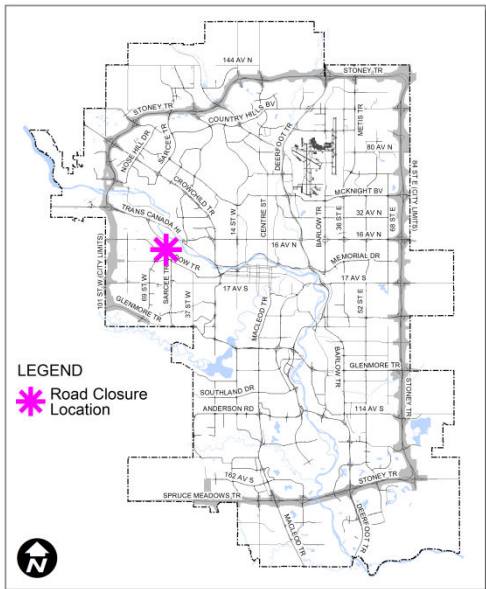 144 AV N
STONEY TR
STONEY TR
COUNTRY HILLS BV
METIS TR
NOSE HILL DR
SARCEE TR
DEERFOOT TR
80 AV N
84 ST E (CITY LIMITS)
CROWCHILD TR
MCKNIGHT BV
TRANS CANADA HI
14 ST W
CENTRE ST
BARLOW TR
36 ST E
32 AV N
68 ST E
16 AV N
16 AV N
101 ST W (CITY LIMITS)
OW TR
MEMORIAL DR
69 ST W
SARCEE TR
17 AV S
17 AV S
37 ST W
MACLEOD TR
52 ST E
GLENMORE TR
BARLOW TR
GLENMORE TR
LEGEND
Road Closure
Location
SOUTHLAND DR
STONEY TR
ANDERSON RD
114 AV S
162 AV S
STONEY TR
SPRUCE MEADOWS TR
MACLEOD TR
DEERFOOT TR
N